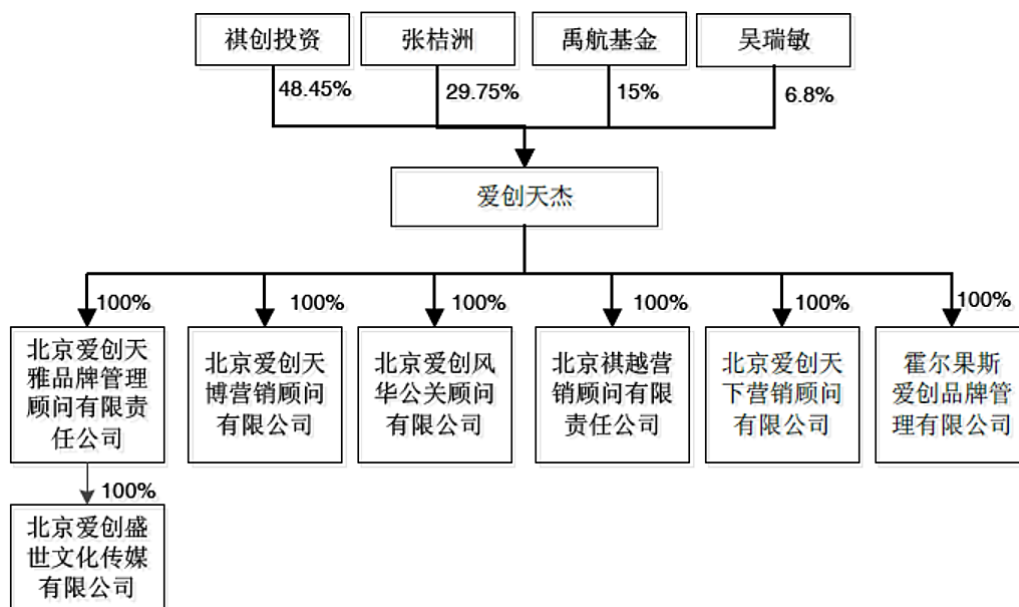 祺创投资
张桔洲
禹航基金
吴瑞敏
48.45%
29.75%
15%
6.8%
爱创天杰
100%
100%
100%
100%
100%
100%
北京爱创天
雅品牌管理
顾问有限责
任公司
北京爱创天
博营销顾问
有限公司
北京爱创风
华公关顾问
有限公司
北京祺越营
销顾问有限
责任公司
北京爱创天
下营销顾问
有限公司
霍尔果斯
爱创品牌管
理有限公司
100%
北京爱创盛
世文化传媒
有限公司